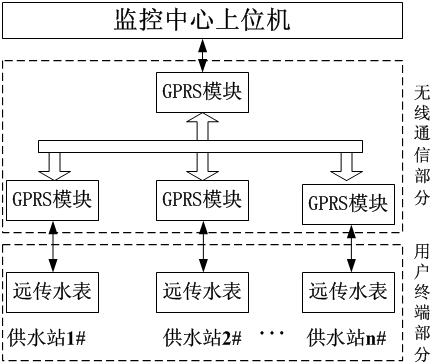 监控中心上位机
GPRS模块
无线通信部分
GPRS模块 GPRS模块 GPRS模块
用户终端部分
远传水表 远传水表 远传水表
供水站1# 供水站2# ··· 供水站n#